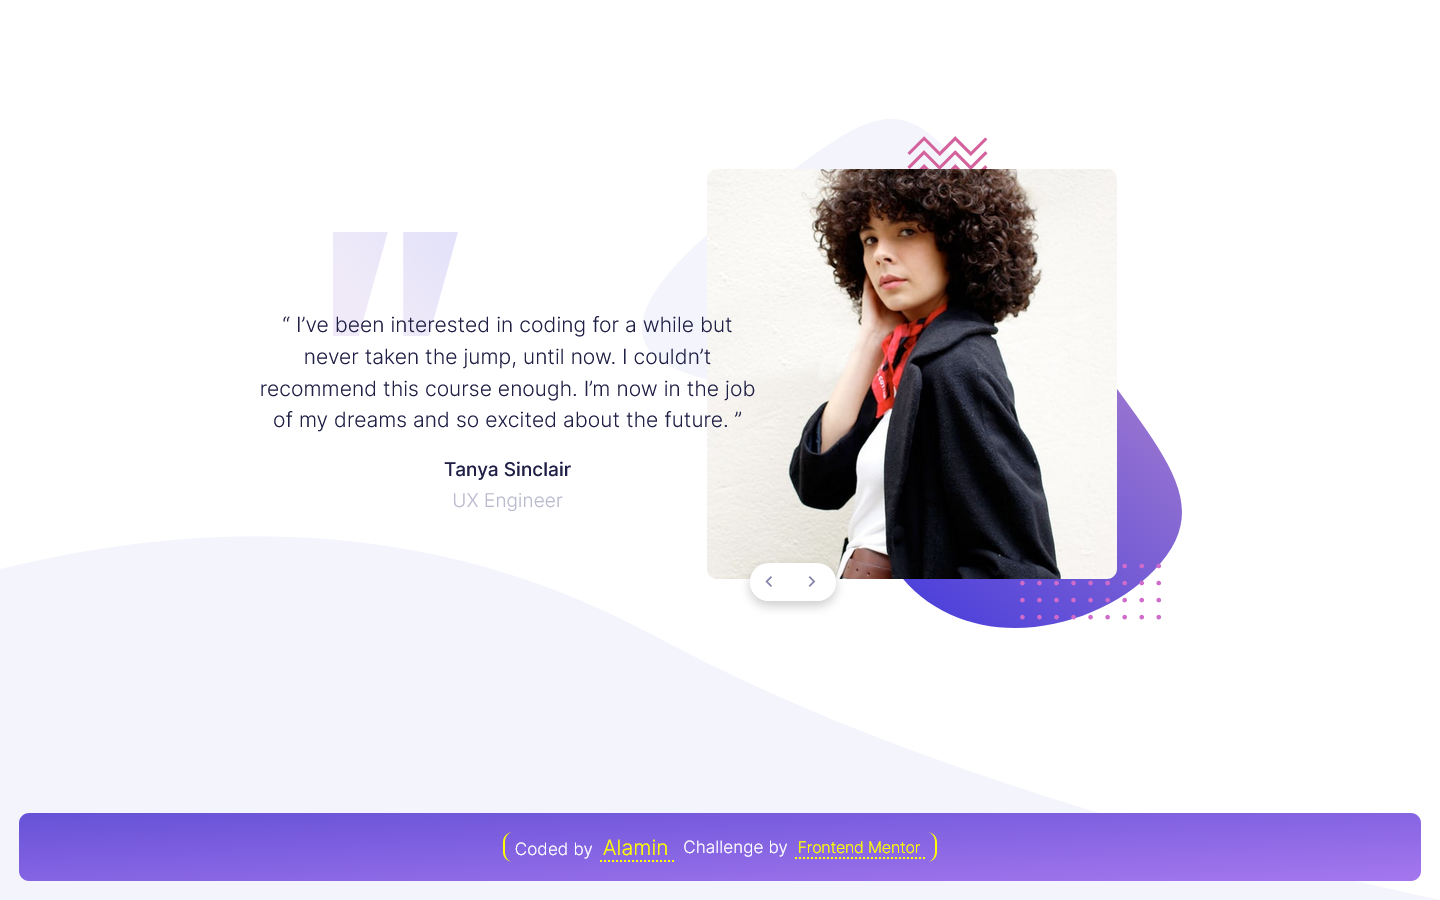 “ I’ve been interested in coding for a while but
never taken the jump, until now. I couldn’t
recommend this course enough. I’m now in the job
of my dreams and so excited about the future. ”
Tanya Sinclair
UX Engineer
Coded by Alamin Challenge by Frontend Mentor